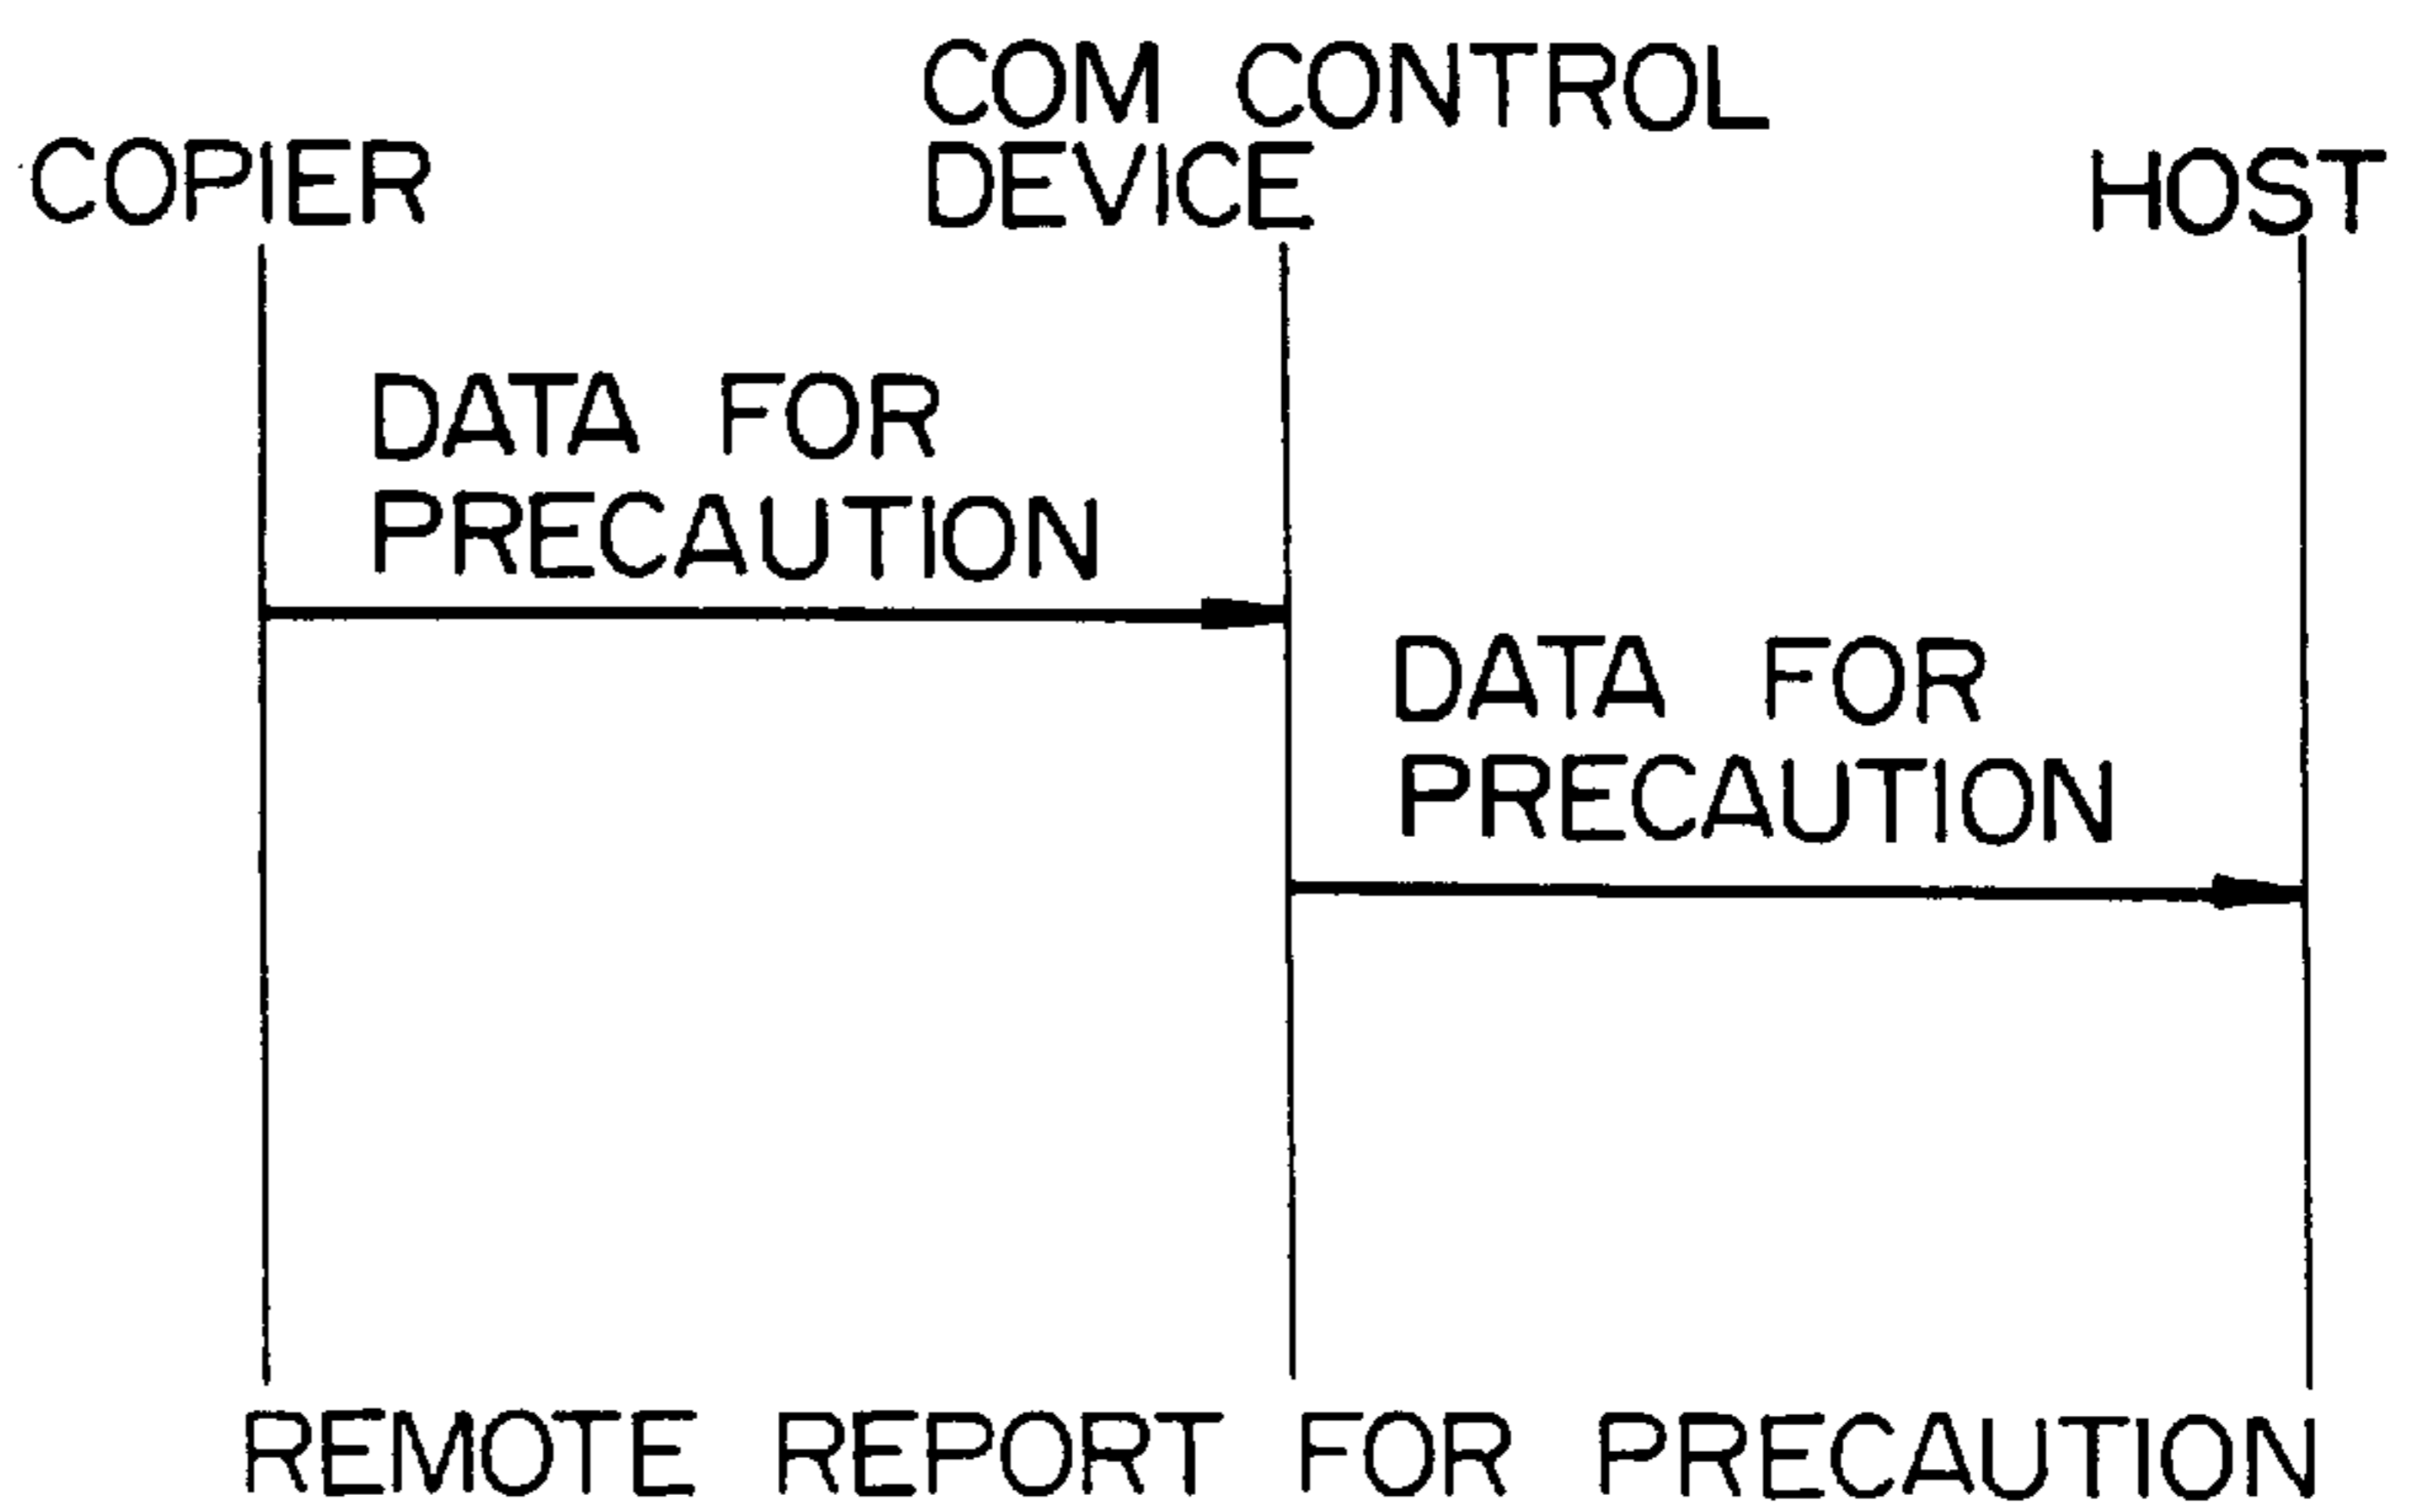 COPIER
COM CONTROL
DEVICE
HOST
DATA FOR
PRECAUTION
DATA FOR
PRECAUTION
REMOTE REPORT FOR PRECAUTION